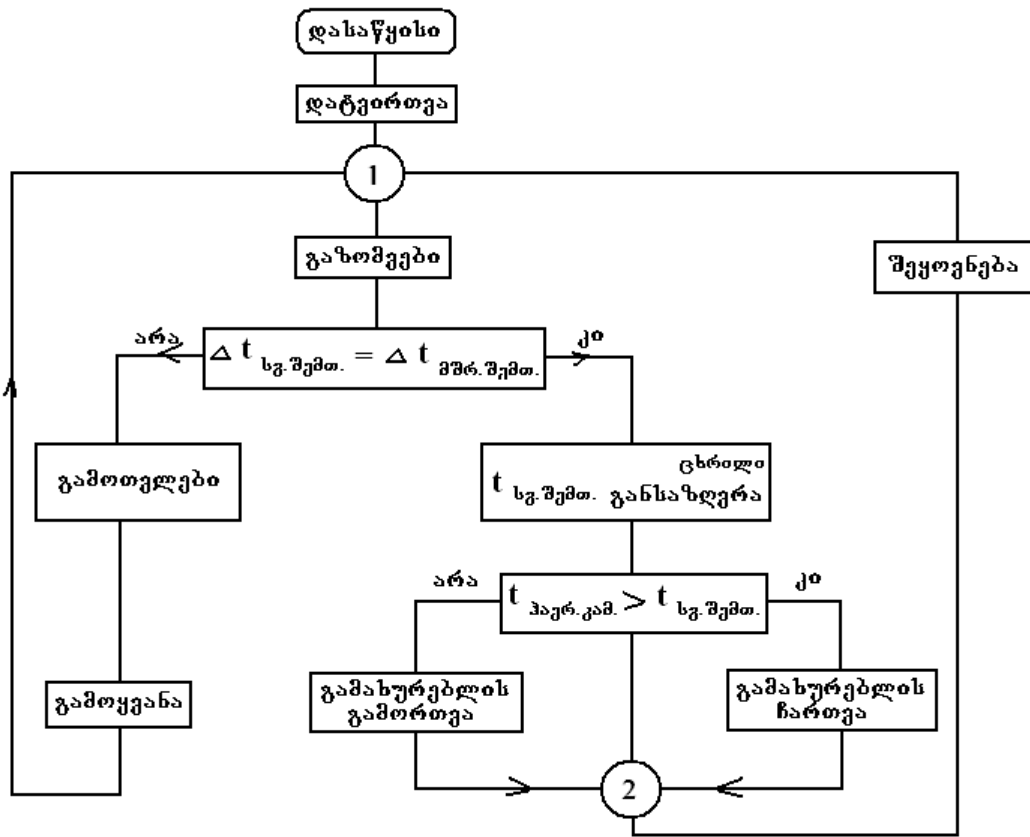 დასაწყისი
დატვირთვა
1
გაზომვები
შეყოვნება
არა
Δ t სგ.შემთ. = Δ t მშრ.შემთ.
კი
გამოთვლები
ცხრილი
t სგ.შემთ. განსაზღვრა
არა
t ჰაერ.კამ. > t სგ.შემთ.
კი
გამოყვანა
გამახურებლის
გამორთვა
გამახურებლის
ჩართვა
2